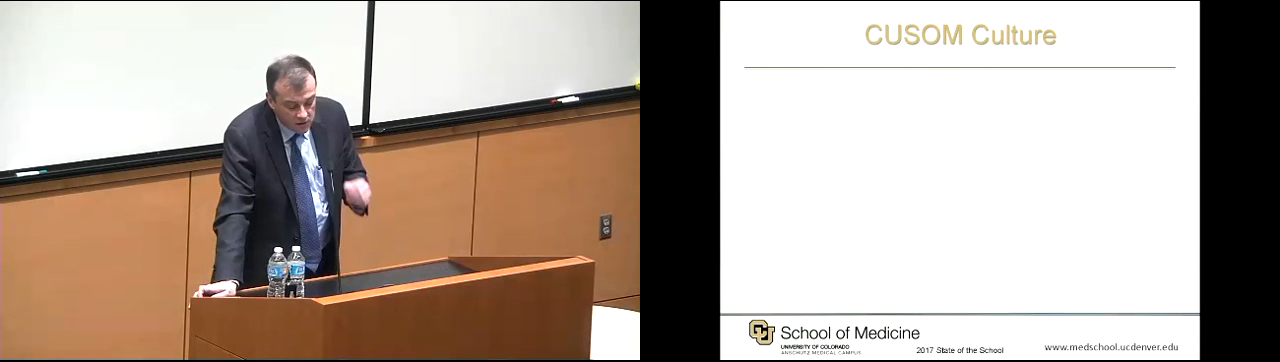 CUSOM Culture
CU
School of Medicine
UNIVERSITY OF COLORADO
ANSCHUTZ MEDICAL CAMPUS
2017 State of the School
www.medschool.ucdenver.edu